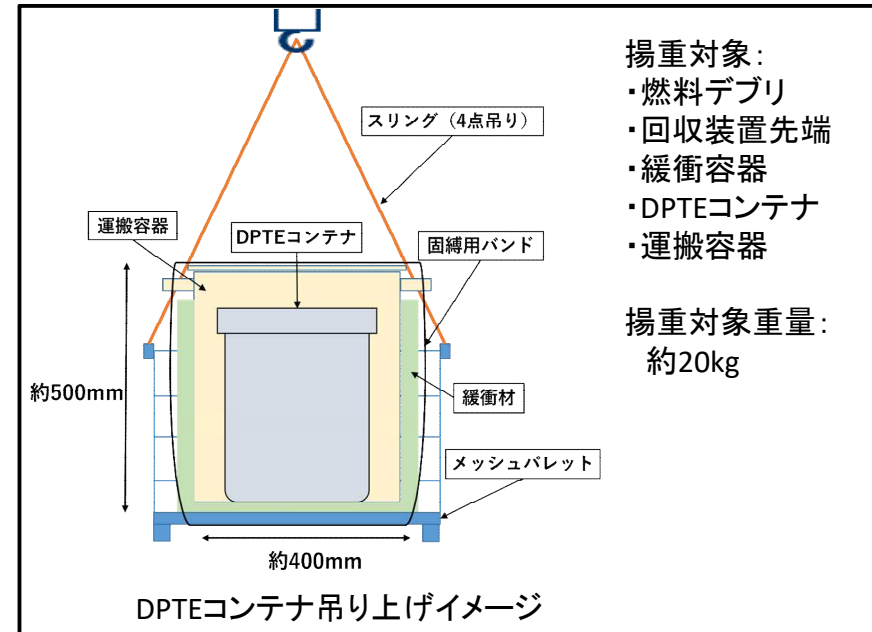 揚重対象:
・燃料デブリ
・回収装置先端
・緩衝容器
・DPTEコンテナ
・運搬容器
揚重対象重量:
約20kg
スリング（4点吊り）
運搬容器
DPTEコンテナ
固縛用バンド
約500mm
緩衝材
メッシュパレット
約400mm
DPTEコンテナ吊り上げイメージ